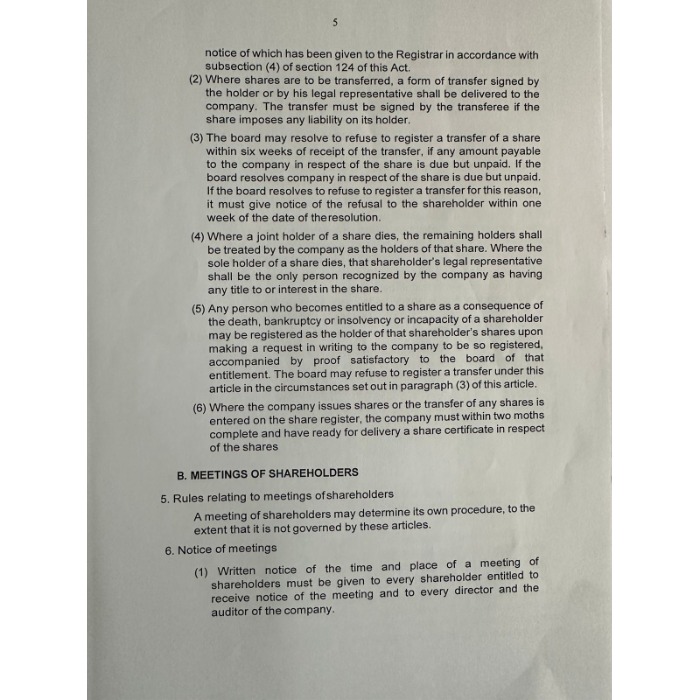 5
notice of which has been given to the Registrar in accordance with
subsection (4) of section 124 of this Act.
(2) Where shares are to be transferred, a form of transfer signed by
the holder or by his legal representative shall be delivered to the
company. The transfer must be signed by the transferee if the
share imposes any liability on its holder.
(3) The board may resolve to refuse to register a transfer of a share
within six weeks of receipt of the transfer, if any amount payable
to the company in respect of the share is due but unpaid. If the
board resolves company in respect of the share is due but unpaid.
If the board resolves to refuse to register a transfer for this reason,
it must give notice of the refusal to the shareholder within one
week of the date of theresolution.
(4) Where a joint holder of a share dies, the remaining holders shall
be treated by the company as the holders of that share. Where the
sole holder of a share dies, that shareholder's legal representative
shall be the only person recognized by the company as having
any title to or interest in the share.
(5) Any person who becomes entitled to a share as a consequence of
the death, bankruptcy or insolvency or incapacity of a shareholder
may be registered as the holder of that shareholder's shares upon
making a request in writing to the company to be so registered,
accompanied by proof satisfactory to the board of that
entitlement. The board may refuse to register a transfer under this
article in the circumstances set out in paragraph (3) of this article.
(6) Where the company issues shares or the transfer of any shares is
entered on the share register, the company must within two moths
complete and have ready for delivery a share certificate in respect
of the shares
B. MEETINGS OF SHAREHOLDERS
5. Rules relating to meetings ofshareholders
A meeting of shareholders may determine its own procedure, to the
extent that it is not governed by these articles.
6. Notice of meetings
(1) Written notice of the time and place of a meeting of
shareholders must be given to every shareholder entitled to
receive notice of the meeting and to every director and the
auditor of the company.